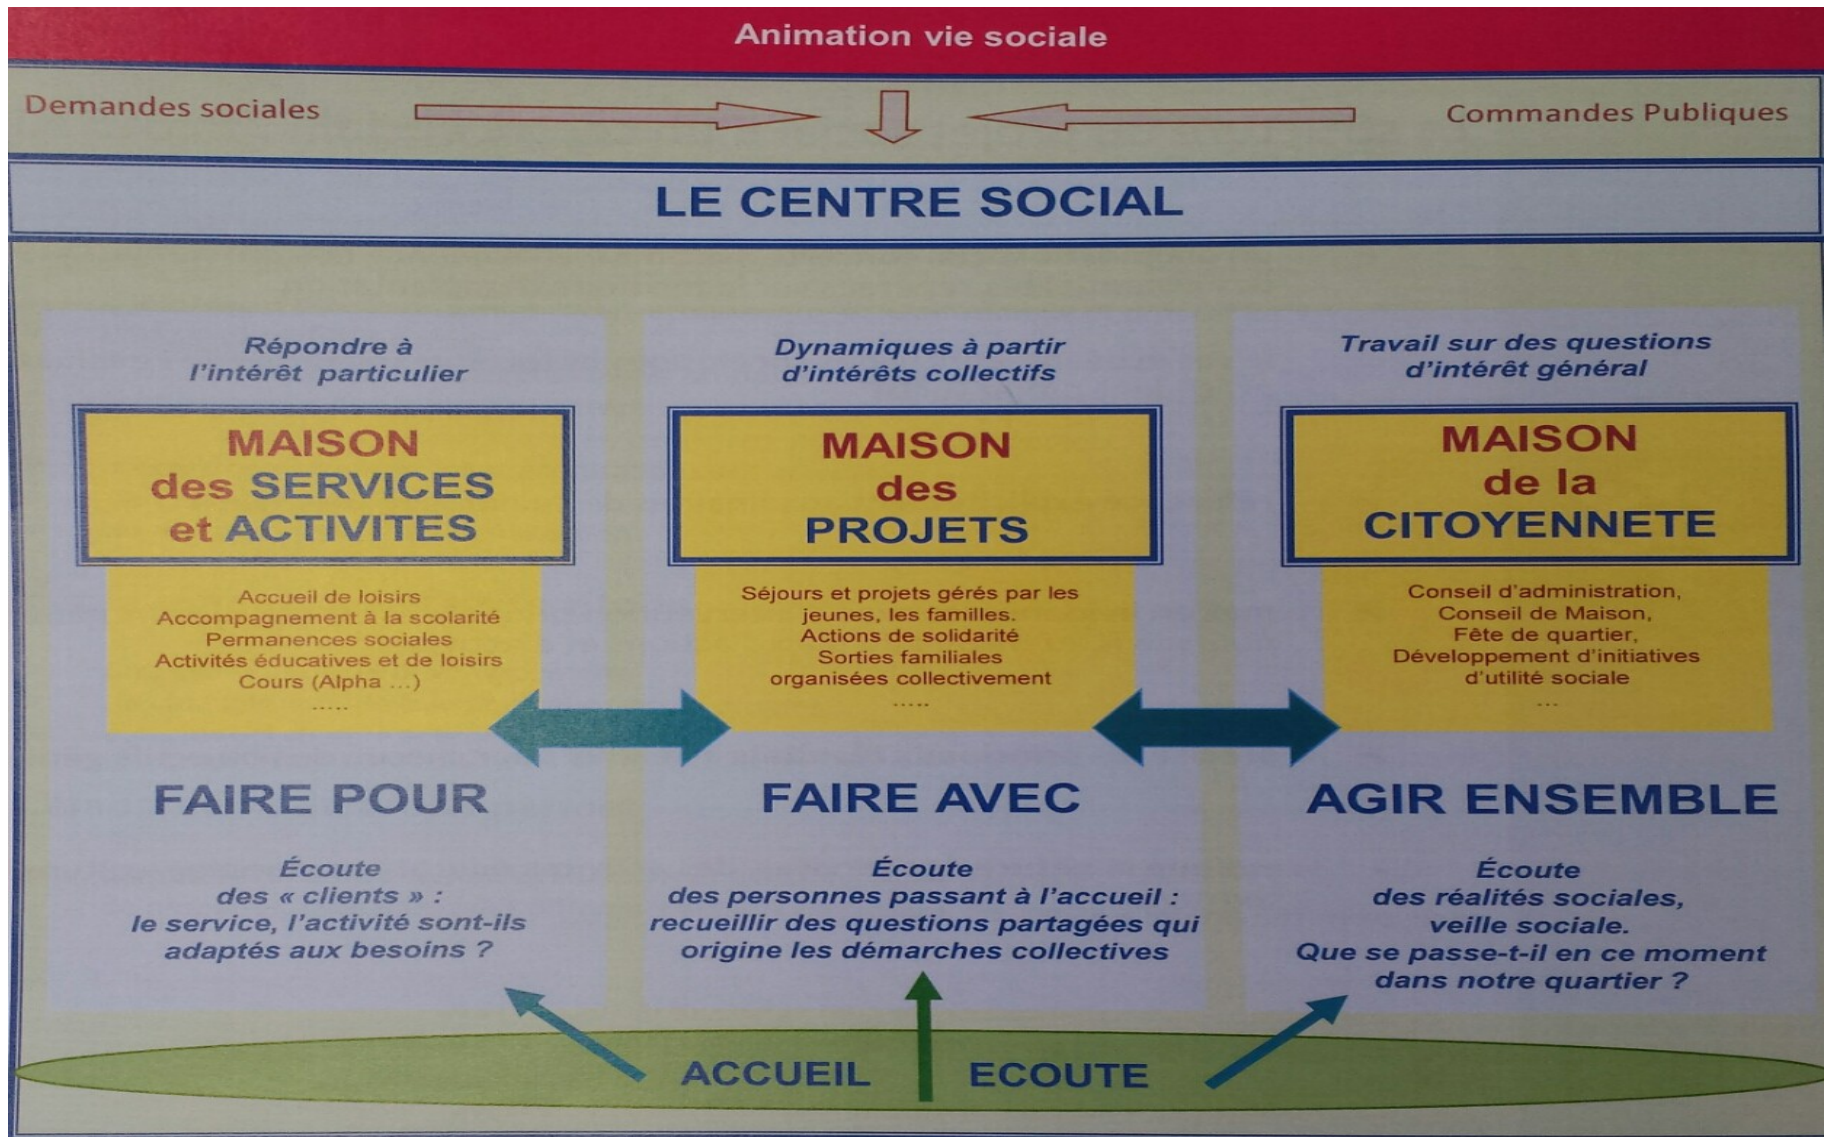 Animation vie sociale
Demandes sociales
Commandes Publiques
LE CENTRE SOCIAL
Répondre à
l'intérêt particulier
MAISON
des SERVICES
et ACTIVITES
Accueil de loisirs
Accompagnement à la scolarité
Permanences sociales
Activités éducatives et de loisirs
Cours (Alpha ...)
.....
FAIRE POUR
Écoute
des « clients » :
le service, l'activité sont-ils
adaptés aux besoins ?
Dynamiques à partir
d'intérêts collectifs
MAISON
des
PROJETS
Séjours et projets gérés par les
jeunes, les familles.
Actions de solidarité
Sorties familiales
organisées collectivement
.....
FAIRE AVEC
Écoute
des personnes passant à l'accueil :
recueillir des questions partagées qui
origine les démarches collectives
Travail sur des questions
d'intérêt général
MAISON
de la
CITOYENNETE
Conseil d'administration,
Conseil de Maison,
Fête de quartier,
Développement d'initiatives
d'utilité sociale
...
AGIR ENSEMBLE
Écoute
des réalités sociales,
veille sociale.
Que se passe-t-il en ce moment
dans notre quartier ?
ACCUEIL ECOUTE